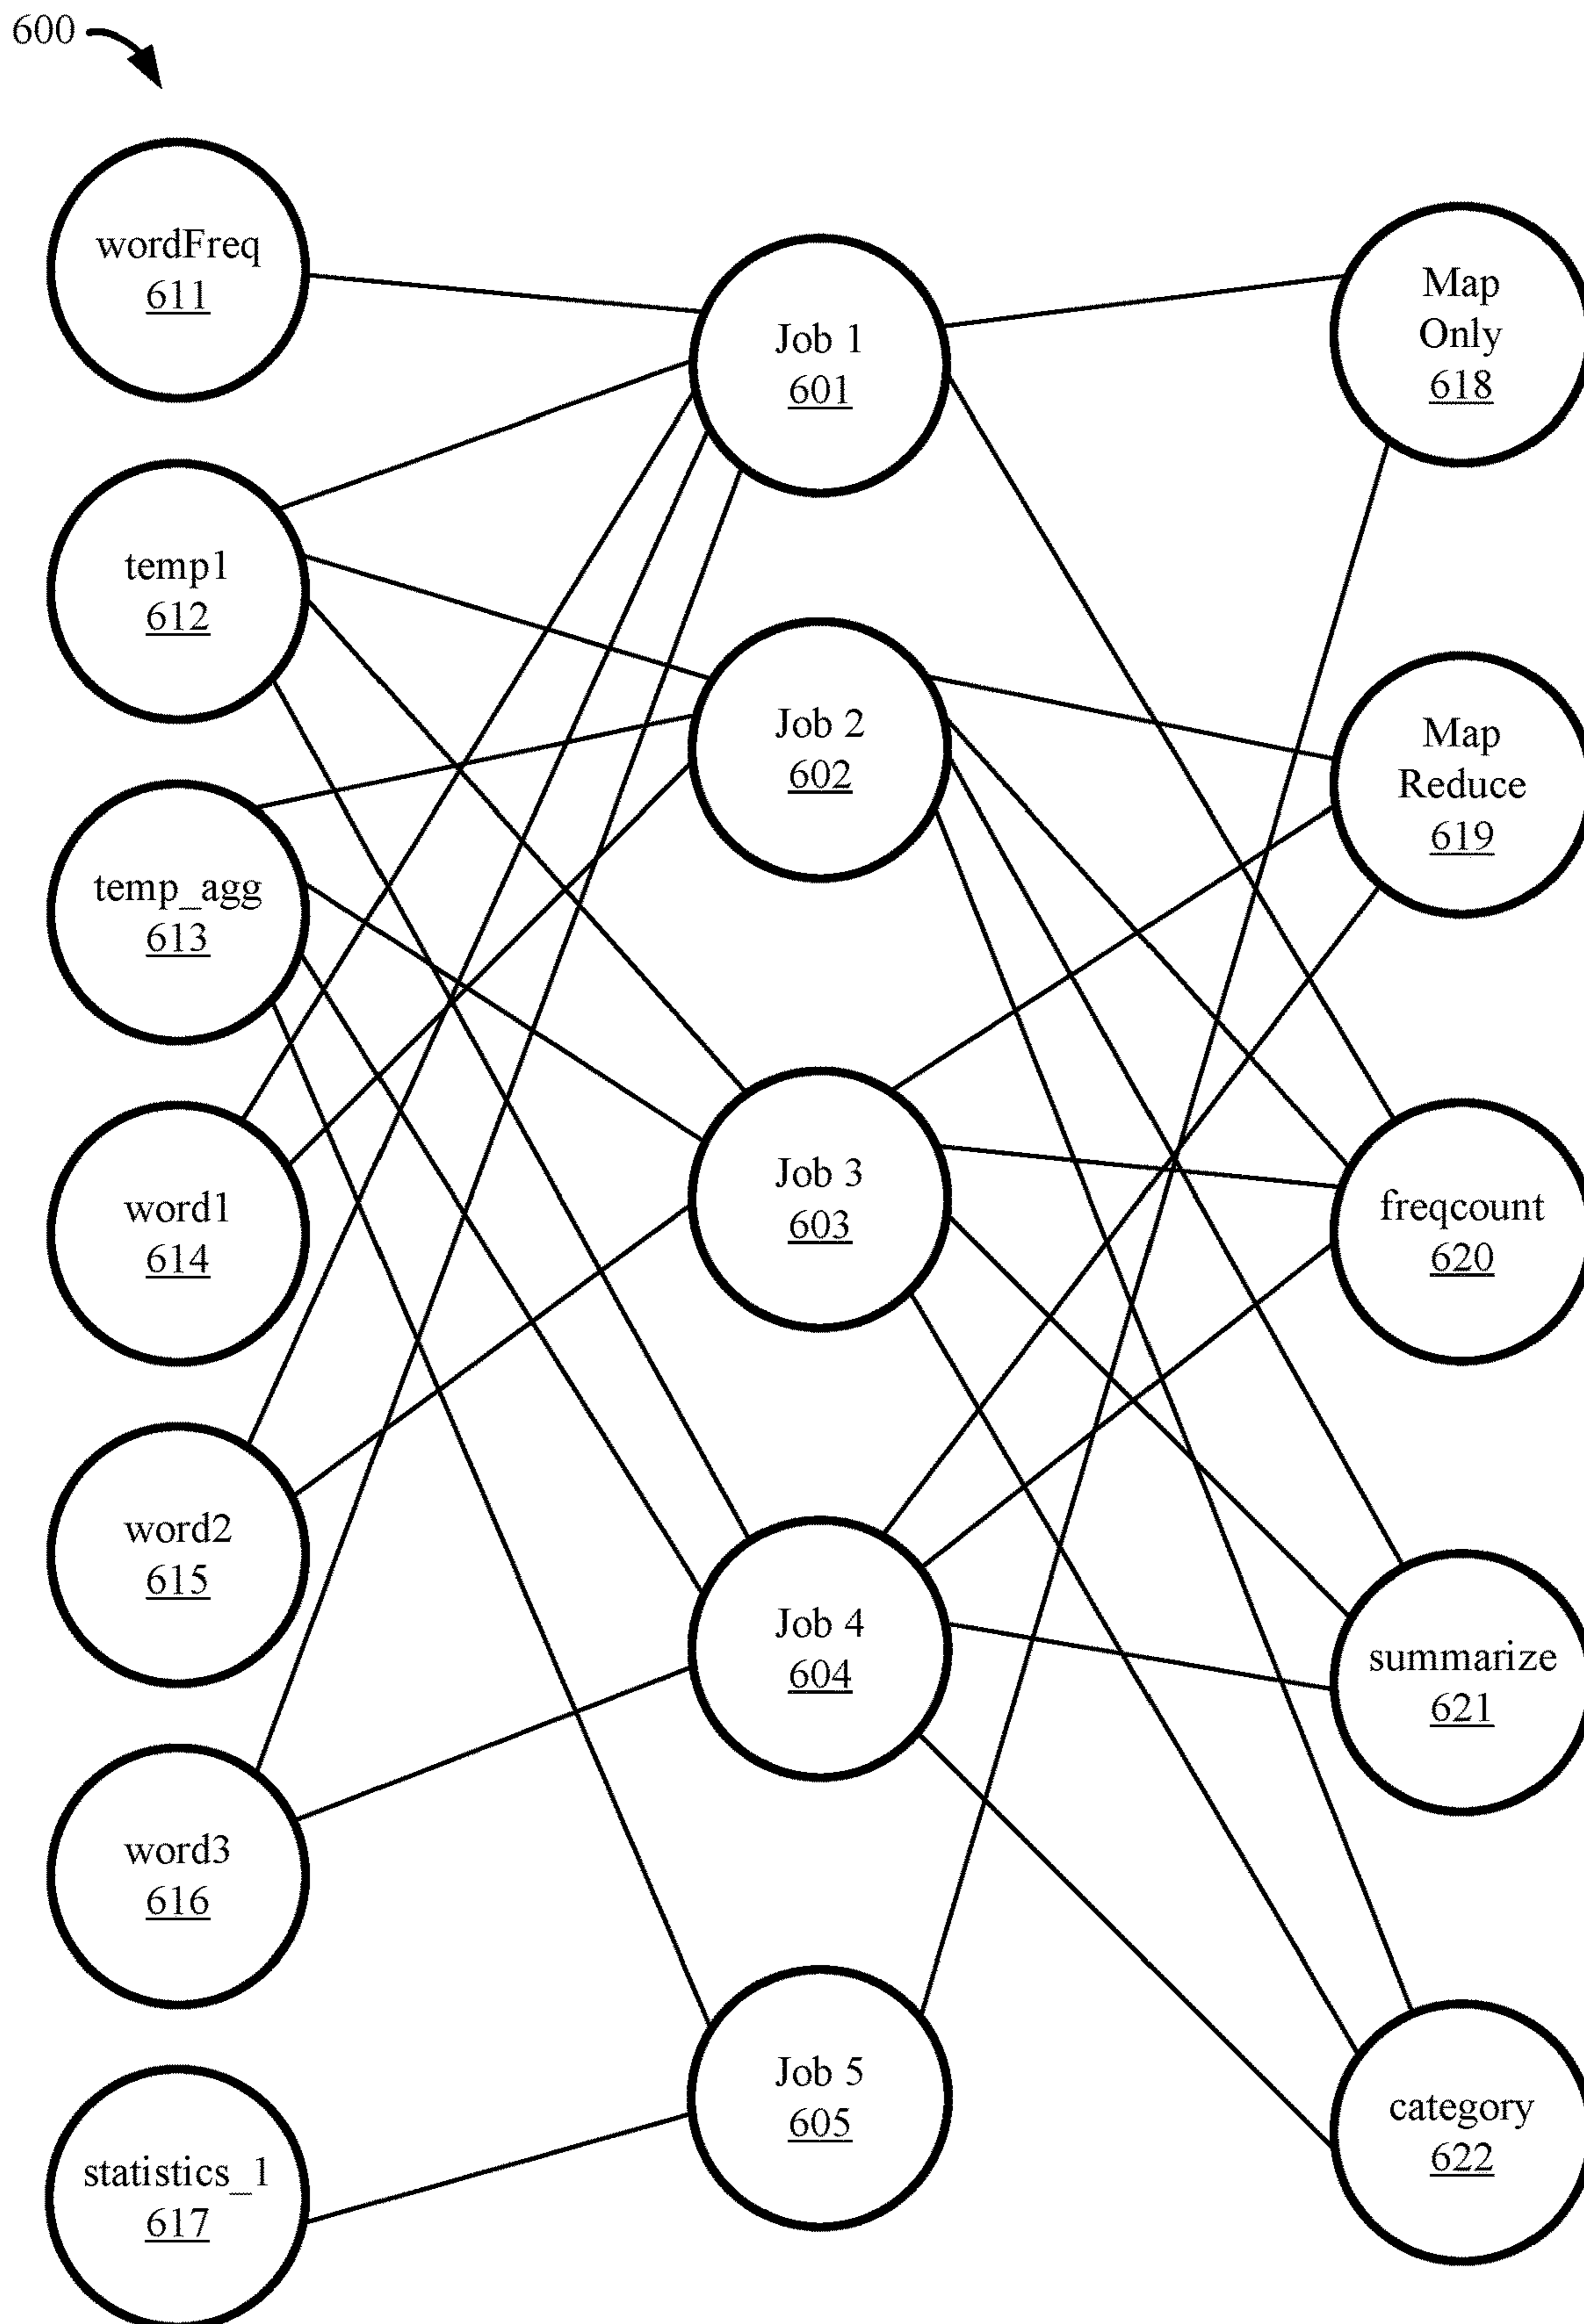 600
wordFreq
611
temp1
612
temp_agg
613
word1
614
word2
615
word3
616
statistics_1
617
Job 1
601
Job 2
602
Job 3
603
Job 4
604
Job 5
605
Map
Only
618
Map
Reduce
619
freqcount
620
summarize
621
category
622